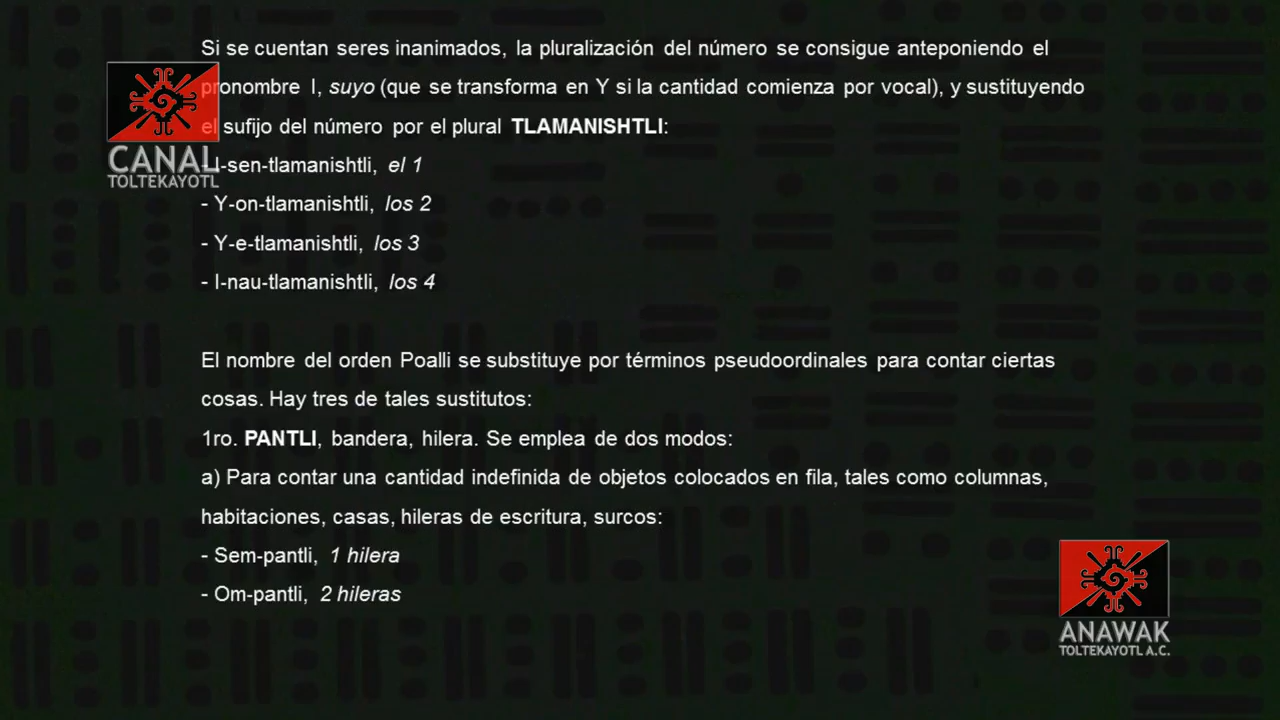 Si se cuentan seres inanimados, la pluralización del número se consigue anteponiendo el
pronombre I, suyo (que se transforma en Y si la cantidad comienza por vocal), y sustituyendo
el sufijo del número por el plural TLAMANISHTLI:
- I-sen-tlamanishtli, el 1
- Y-on-tlamanishtli, los 2
- Y-e-tlamanishtli, los 3
- I-nau-tlamanishtli, los 4
El nombre del orden Poalli se substituye por términos pseudoordinales para contar ciertas
cosas. Hay tres de tales sustitutos:
1ro. PANTLI, bandera, hilera. Se emplea de dos modos:
a) Para contar una cantidad indefinida de objetos colocados en fila, tales como columnas,
habitaciones, casas, hileras de escritura, surcos:
- Sem-pantli, 1 hilera
- Om-pantli, 2 hileras
CANAL
TOLTEKAYOTL
ANAWAK
TOLTEKAYOTL A.C.